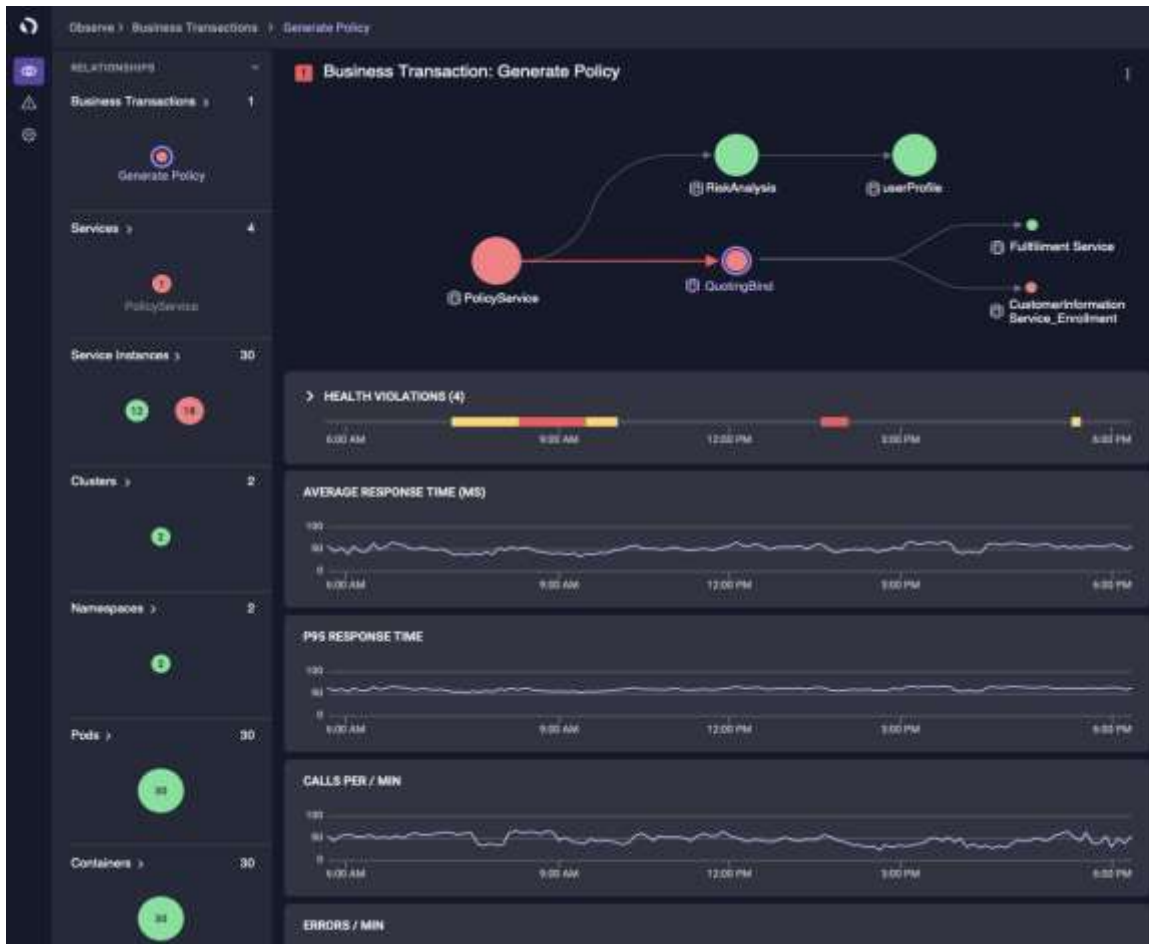 Observe > Business Transactions > Generate Policy
RELATIONSHIPS
Business Transactions > 1
Generate Policy
Services > 4
1
PolicyService
Service Instances > 30
12 18
Clusters > 2
2
Namespaces > 2
2
Pods > 30
30
Containers > 30
30
Business Transaction: Generate Policy
RiskAnalysis
userProfile
PolicyService
QuotingBind
Fulfillment Service
CustomerInformation
Service_Enrollment
HEALTH VIOLATIONS (4)
6:00 AM 9:00 AM 12:00 PM 3:00 PM 6:00 PM
AVERAGE RESPONSE TIME (MS)
100
50
0
6:00 AM 9:00 AM 12:00 PM 3:00 PM 6:00 PM
P95 RESPONSE TIME
100
50
0
6:00 AM 9:00 AM 12:00 PM 3:00 PM 6:00 PM
CALLS PER / MIN
100
50
0
6:00 AM 9:00 AM 12:00 PM 3:00 PM 6:00 PM
ERRORS / MIN